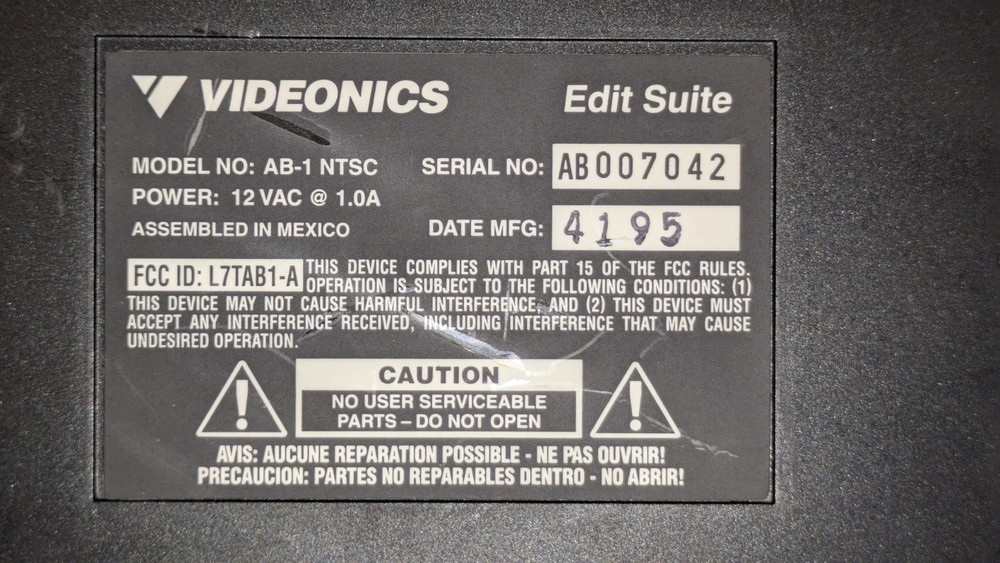 VIDEONICS Edit Suite
MODEL NO: AB-1 NTSC SERIAL NO: AB007042
POWER: 12 VAC @ 1.0A
ASSEMBLED IN MEXICO DATE MFG: 4195
FCC ID: L7TAB1-A THIS DEVICE COMPLIES WITH PART 15 OF THE FCC RULES.
OPERATION IS SUBJECT TO THE FOLLOWING CONDITIONS: (1)
THIS DEVICE MAY NOT CAUSE HARMFUL INTERFERENCE, AND (2) THIS DEVICE MUST
ACCEPT ANY INTERFERENCE RECEIVED, INCLUDING INTERFERENCE THAT MAY CAUSE
UNDESIRED OPERATION.
CAUTION
NO USER SERVICEABLE
PARTS – DO NOT OPEN
AVIS: AUCUNE REPARATION POSSIBLE - NE PAS OUVRIR!
PRECAUCION: PARTES NO REPARABLES DENTRO - NO ABRIR!